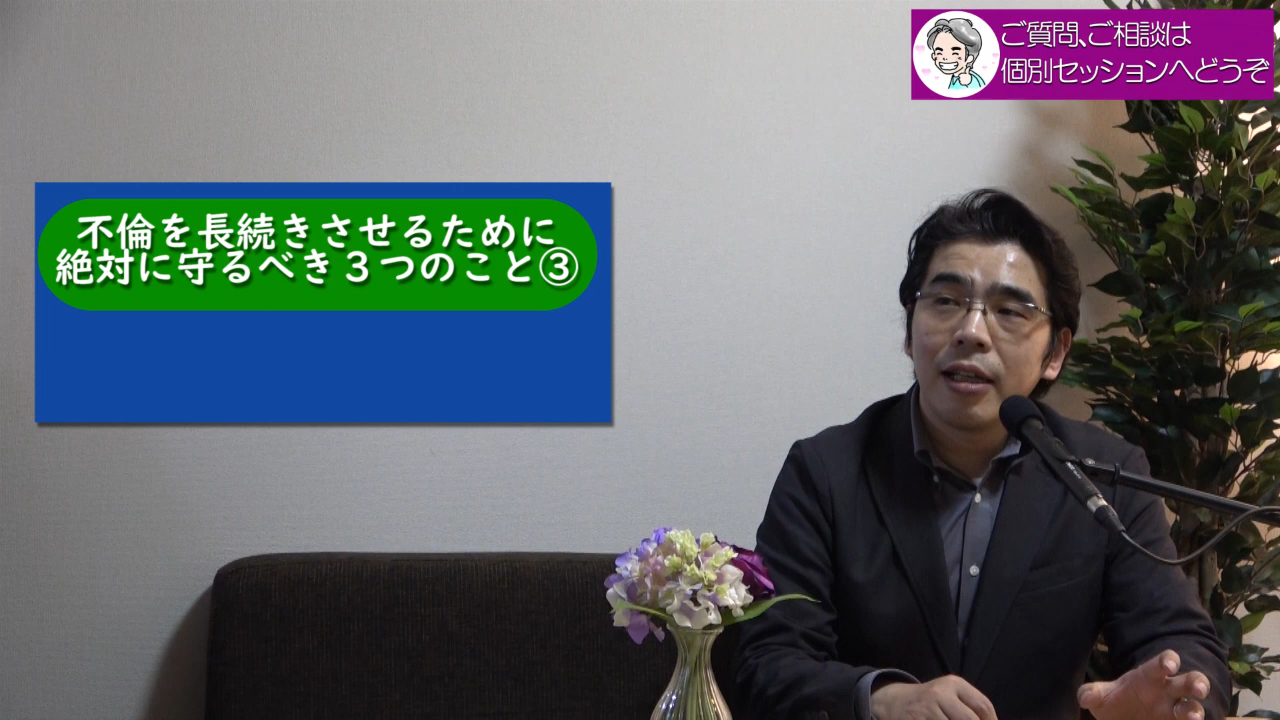 ご質問、ご相談は
個別セッションへどうぞ
不倫を長続きさせるために
絶対に守るべき３つのこと③